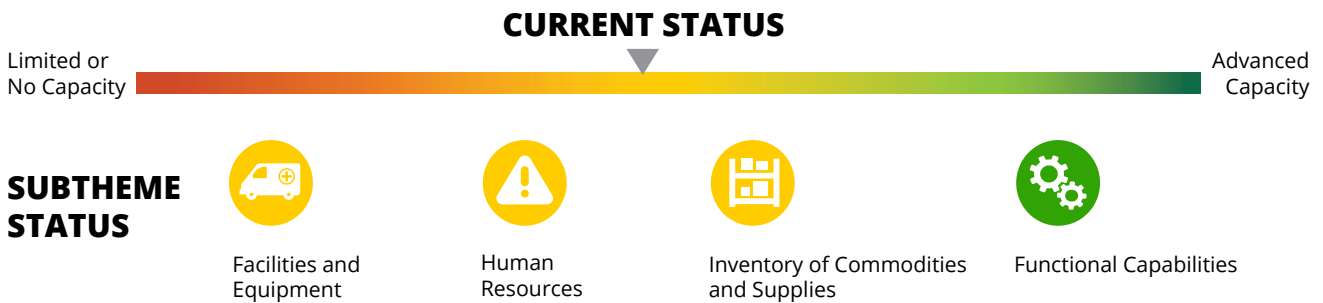 CURRENT STATUS
Limited or
No Capacity
Advanced
Capacity
SUBTHEME
STATUS
Facilities and
Equipment
Human
Resources
Inventory of Commodities
and Supplies
Functional Capabilities